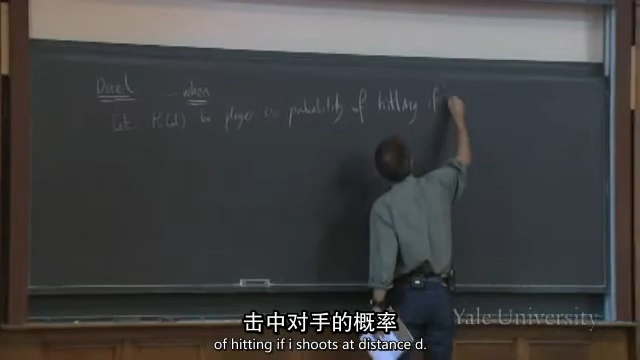 Duel - when
Let Pi(d) be player i's probability of hitting if
击中对手的概率
of hitting if i shoots at distance d.
Yale University